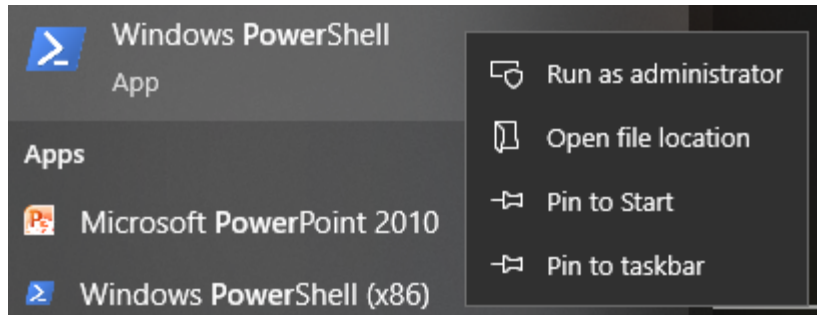 Windows PowerShell
App
Apps
Microsoft PowerPoint 2010
Windows PowerShell (x86)
Run as administrator
Open file location
Pin to Start
Pin to taskbar